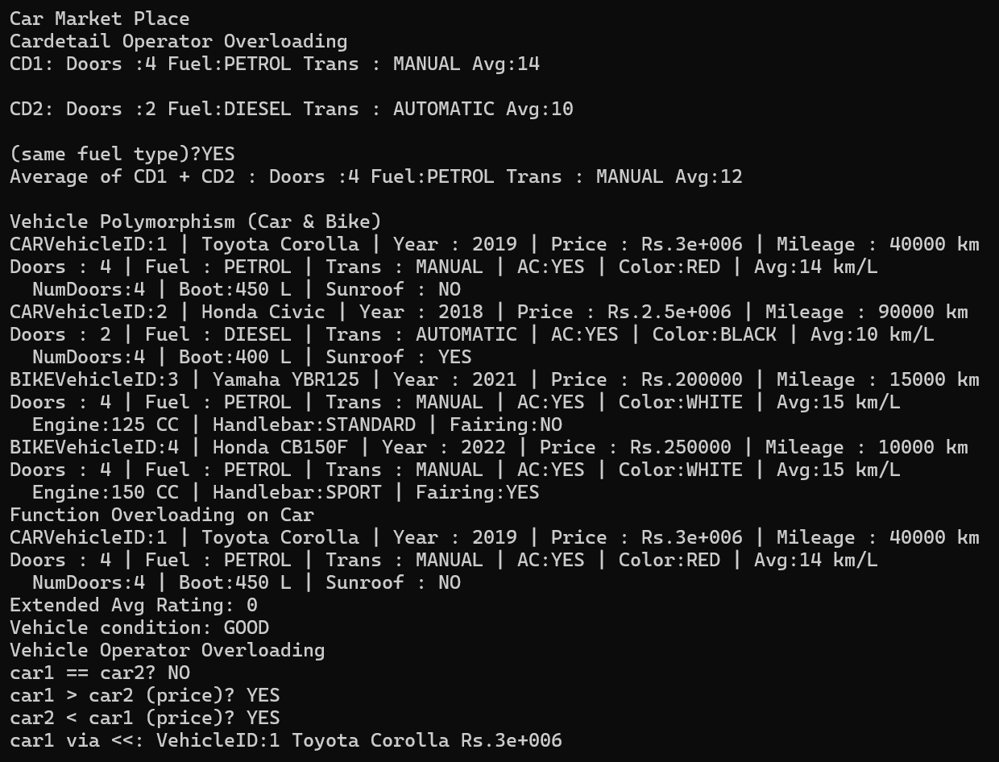 Car Market Place
Cardetail Operator Overloading
CD1: Doors :4 Fuel:PETROL Trans : MANUAL Avg:14
CD2: Doors :2 Fuel:DIESEL Trans : AUTOMATIC Avg:10
(same fuel type)?YES
Average of CD1 + CD2 : Doors :4 Fuel:PETROL Trans : MANUAL Avg:12
Vehicle Polymorphism (Car & Bike)
CARVehicleID:1 | Toyota Corolla | Year : 2019 | Price : Rs.3e+006 | Mileage : 40000 km
Doors : 4 | Fuel : PETROL | Trans : MANUAL | AC:YES | Color:RED | Avg:14 km/L
  NumDoors:4 | Boot:450 L | Sunroof : NO
CARVehicleID:2 | Honda Civic | Year : 2018 | Price : Rs.2.5e+006 | Mileage : 90000 km
Doors : 2 | Fuel : DIESEL | Trans : AUTOMATIC | AC:YES | Color:BLACK | Avg:10 km/L
  NumDoors:4 | Boot:400 L | Sunroof : YES
BIKEVehicleID:3 | Yamaha YBR125 | Year : 2021 | Price : Rs.200000 | Mileage : 15000 km
Doors : 4 | Fuel : PETROL | Trans : MANUAL | AC:YES | Color:WHITE | Avg:15 km/L
  Engine:125 CC | Handlebar:STANDARD | Fairing:NO
BIKEVehicleID:4 | Honda CB150F | Year : 2022 | Price : Rs.250000 | Mileage : 10000 km
Doors : 4 | Fuel : PETROL | Trans : MANUAL | AC:YES | Color:WHITE | Avg:15 km/L
  Engine:150 CC | Handlebar:SPORT | Fairing:YES
Function Overloading on Car
CARVehicleID:1 | Toyota Corolla | Year : 2019 | Price : Rs.3e+006 | Mileage : 40000 km
Doors : 4 | Fuel : PETROL | Trans : MANUAL | AC:YES | Color:RED | Avg:14 km/L
  NumDoors:4 | Boot:450 L | Sunroof : NO
Extended Avg Rating: 0
Vehicle condition: GOOD
Vehicle Operator Overloading
car1 == car2? NO
car1 > car2 (price)? YES
car2 < car1 (price)? YES
car1 via <<: VehicleID:1 Toyota Corolla Rs.3e+006